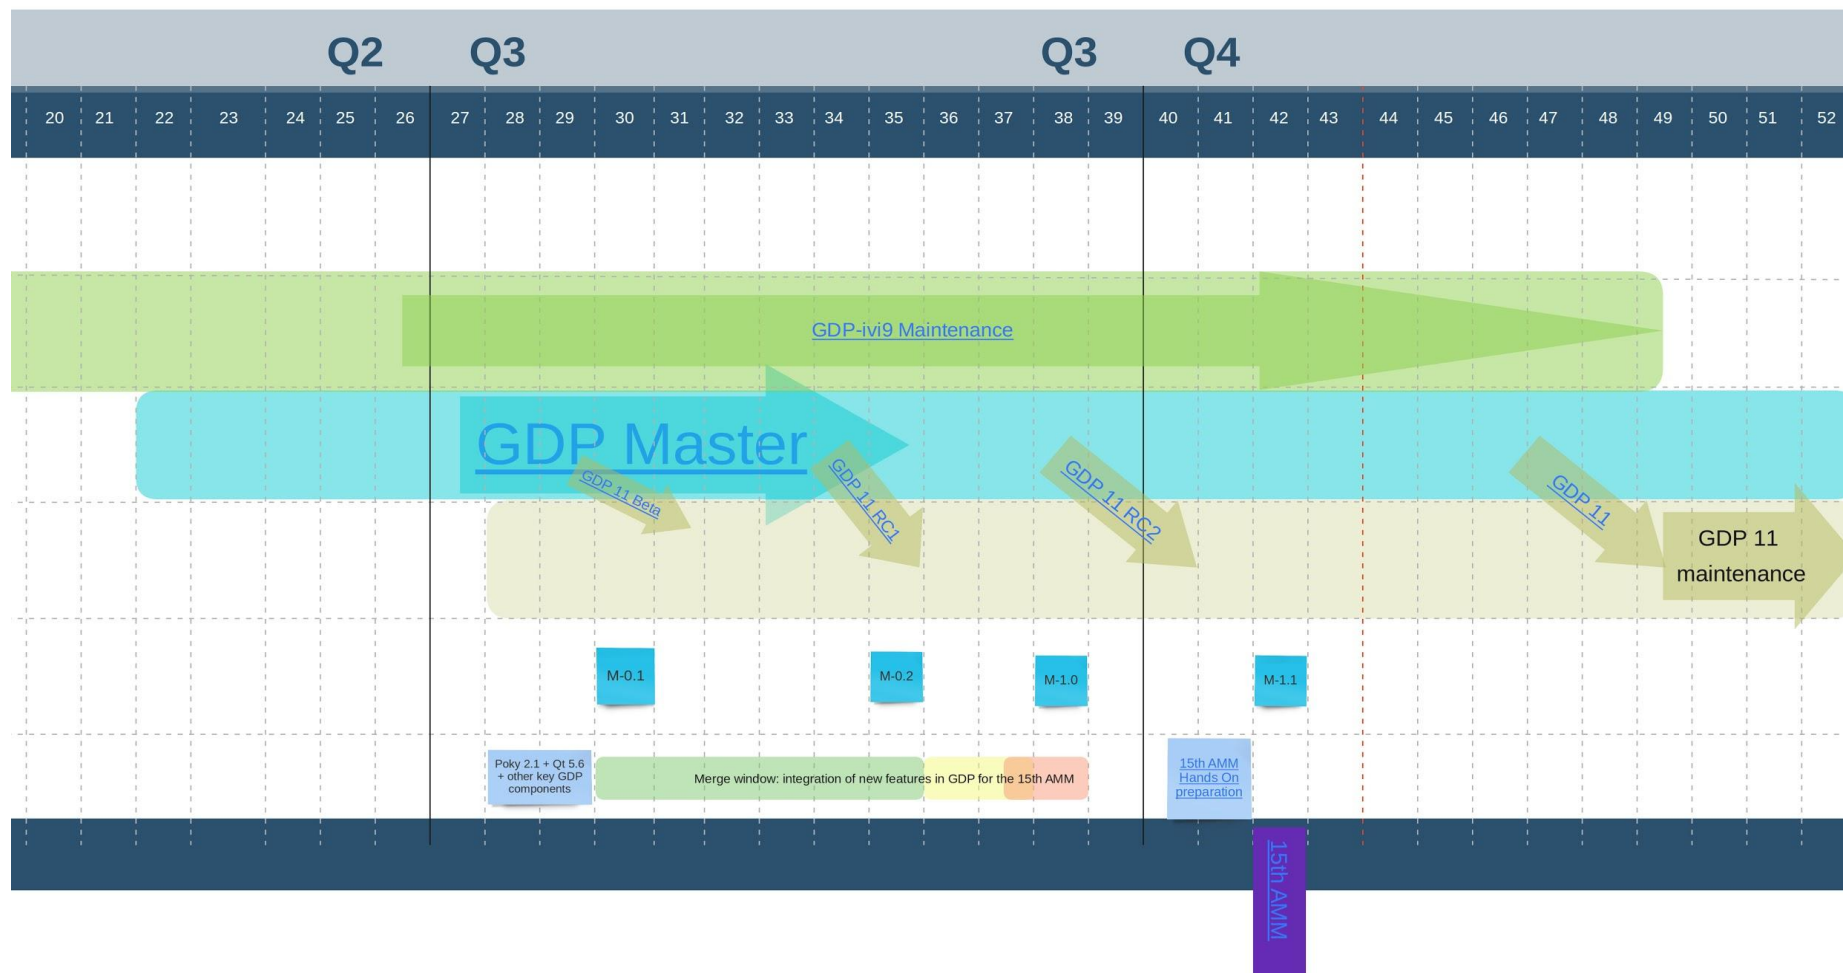 Q2 Q3 Q3 Q4
20 21 22 23 24 25 26 27 28 29 30 31 32 33 34 35 36 37 38 39 40 41 42 43 44 45 46 47 48 49 50 51 52
GDP-ivi9 Maintenance
GDP Master
GDP 11 Beta
GDP 11 RC1
GDP 11 RC2
GDP 11
GDP 11
maintenance
M-0.1
M-0.2
M-1.0
M-1.1
Poky 2.1 + Qt 5.6
+ other key GDP
components
Merge window: integration of new features in GDP for the 15th AMM
15th AMM
Hands On
preparation
15th AMM